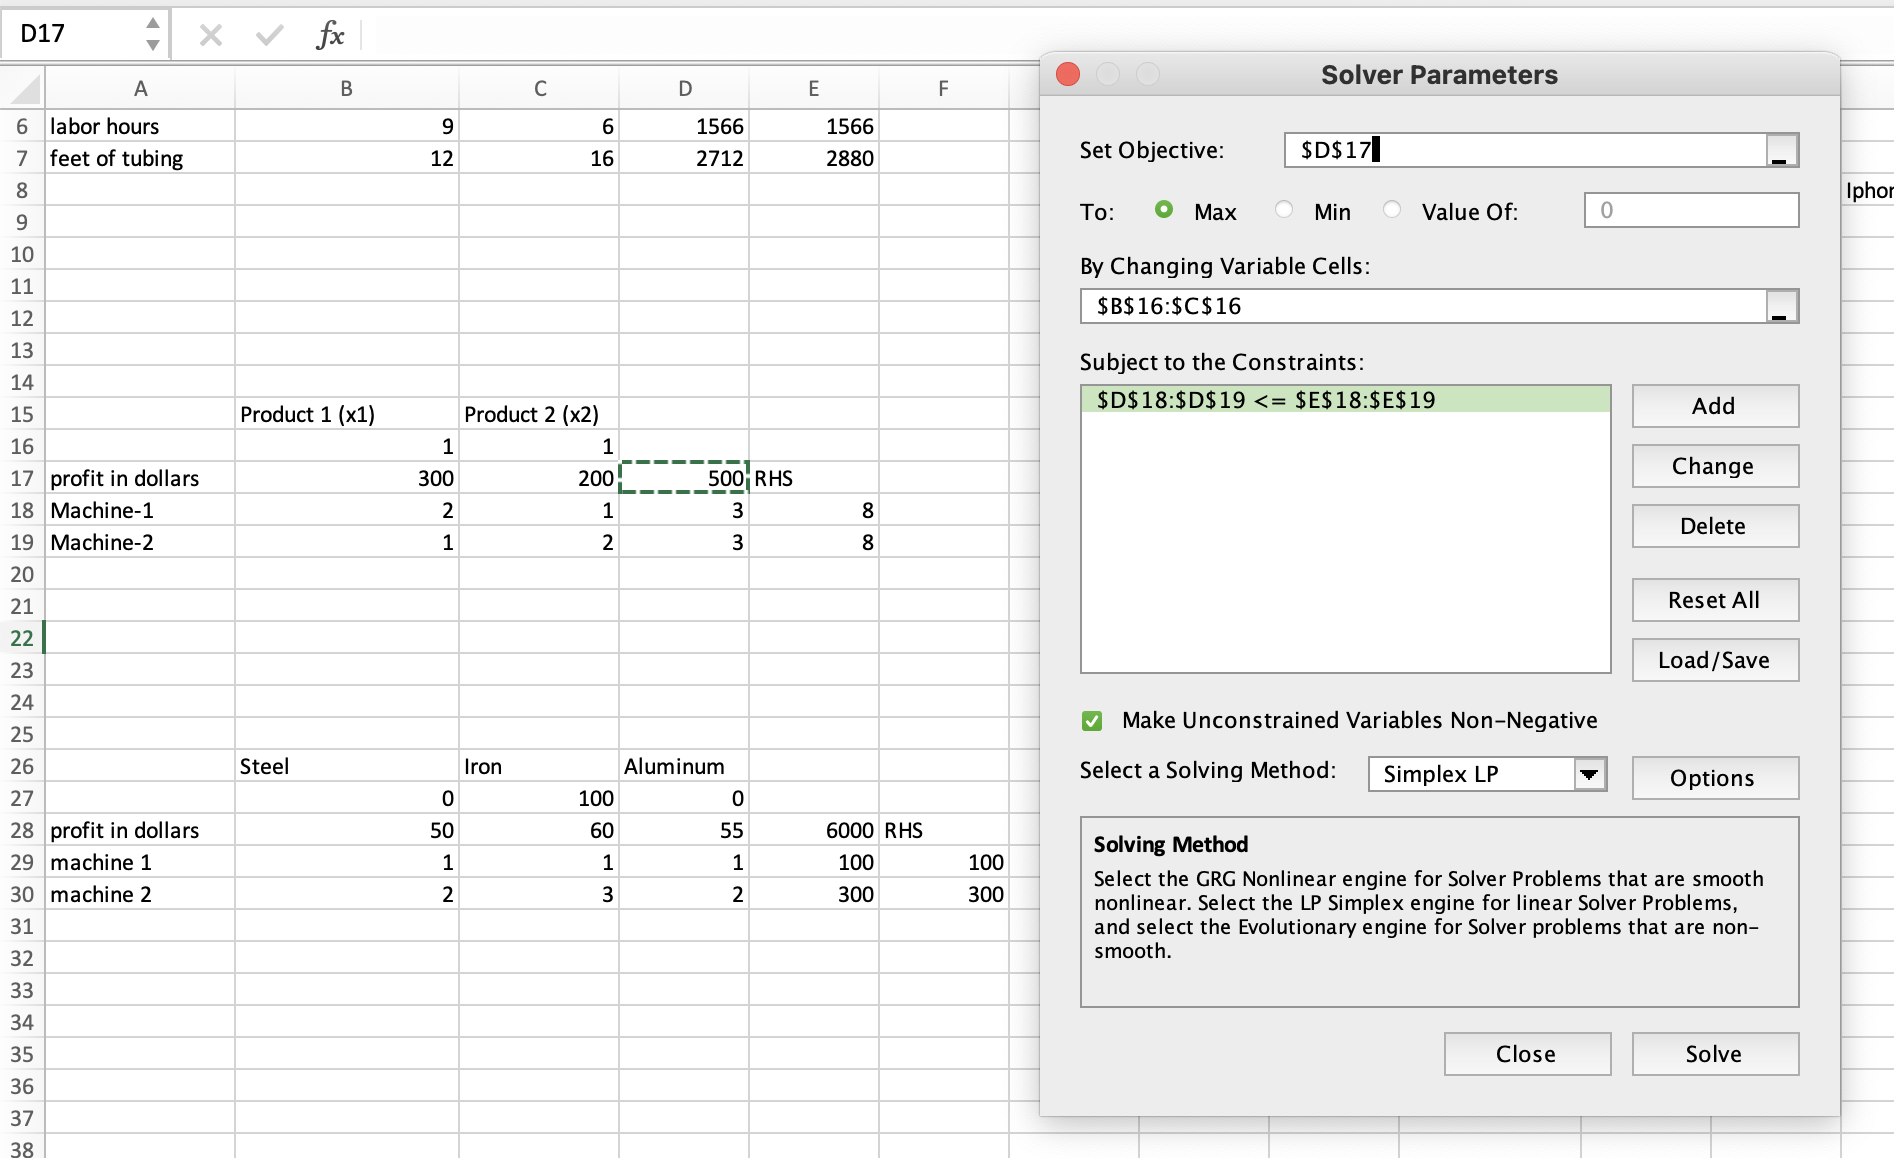 D17 fx
A B C D E F
6 labor hours 9 6 1566 1566
7 feet of tubing 12 16 2712 2880
8
9
10
11
12
13
14
15 Product 1 (x1) Product 2 (x2)
16 1 1
17 profit in dollars 300 200 500 RHS
18 Machine-1 2 1 3 8
19 Machine-2 1 2 3 8
20
21
22
23
24
25
26 Steel Iron Aluminum
27 0 100 0
28 profit in dollars 50 60 55 6000 RHS
29 machine 1 1 1 1 100 100
30 machine 2 2 3 2 300 300
31
32
33
34
35
36
37
38
Solver Parameters
Set Objective: $D$17
To: Max Min Value Of: 0
By Changing Variable Cells:
$B$16:$C$16
Subject to the Constraints:
$D$18:$D$19 <= $E$18:$E$19
Add
Change
Delete
Reset All
Load/Save
Make Unconstrained Variables Non-Negative
Select a Solving Method: Simplex LP Options
Solving Method
Select the GRG Nonlinear engine for Solver Problems that are smooth
nonlinear. Select the LP Simplex engine for linear Solver Problems,
and select the Evolutionary engine for Solver problems that are non-
smooth.
Close Solve
Iphor